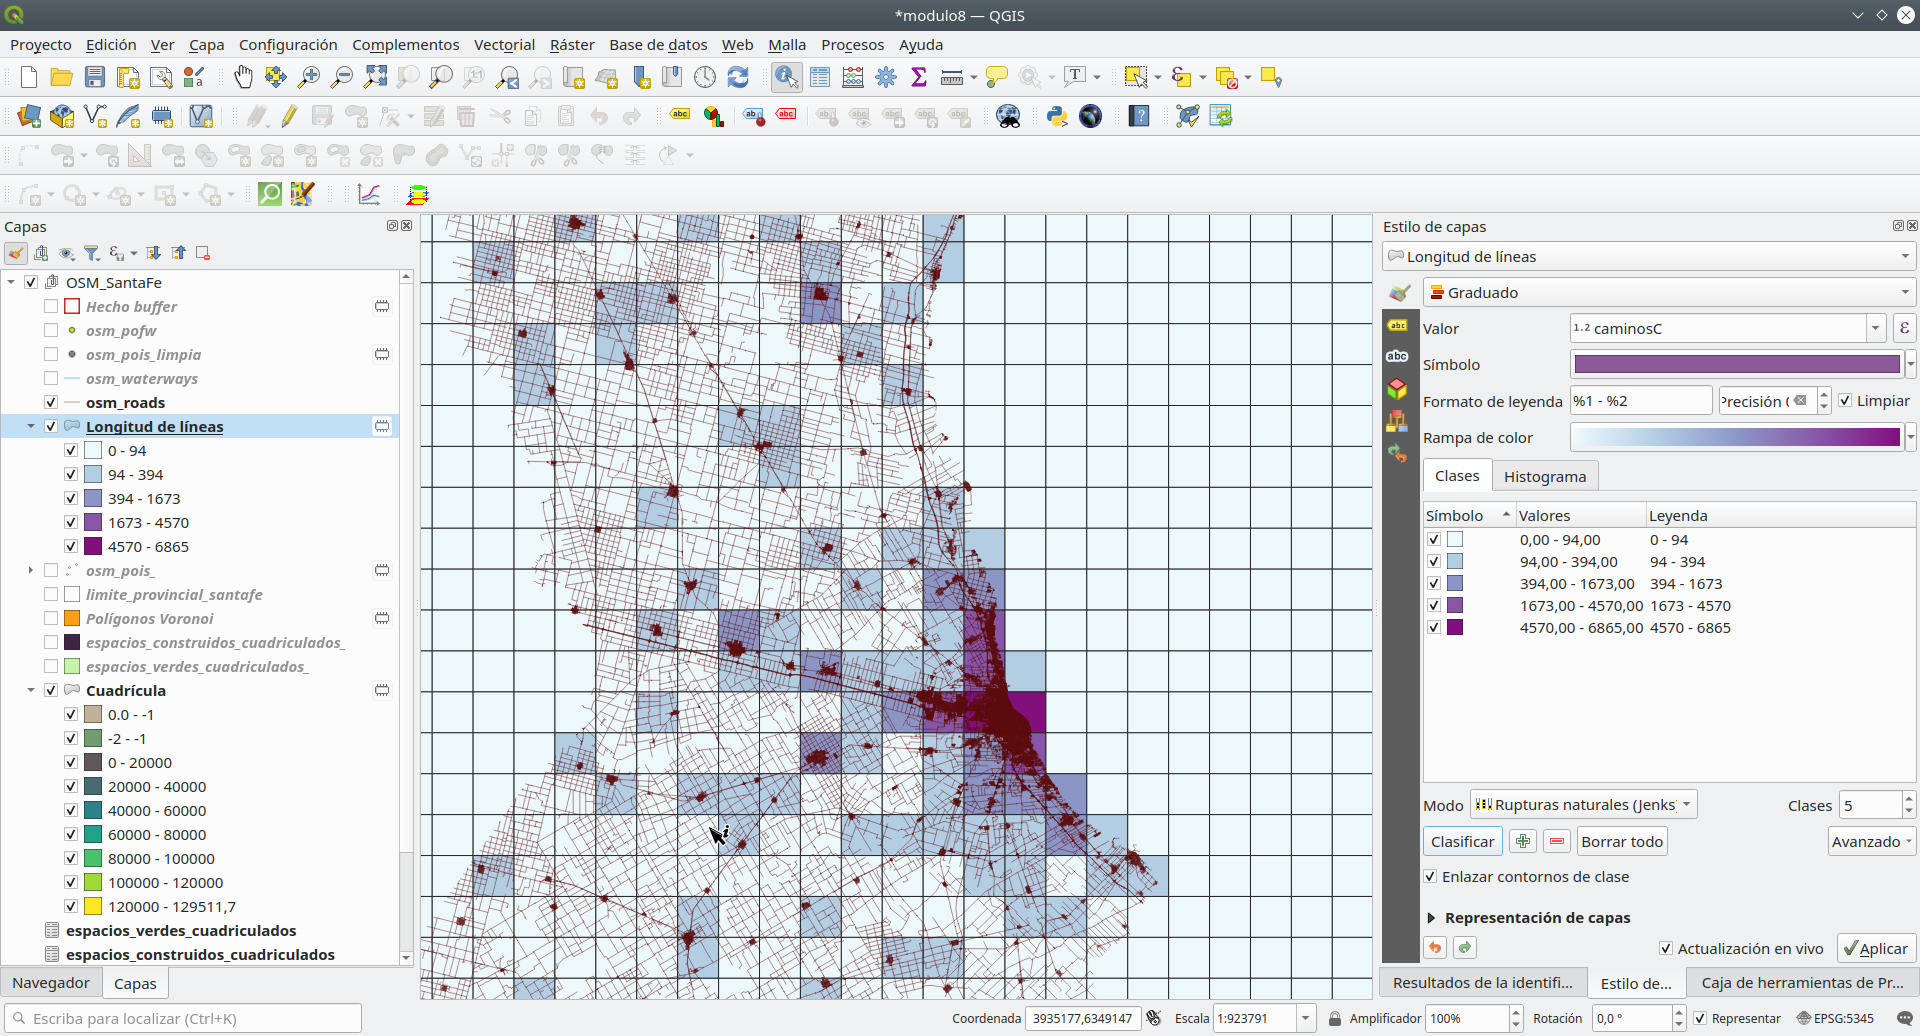 *modulo8 — QGIS
Proyecto Edición Ver Capa Configuración Complementos Vectorial Ráster Base de datos Web Malla Procesos Ayuda
Capas
OSM_SantaFe
Hecho buffer
osm_pofw
osm_pois_limpia
osm_waterways
osm_roads
Longitud de líneas
0 - 94
94 - 394
394 - 1673
1673 - 4570
4570 - 6865
osm_pois_
limite_provincial_santafe
Polígonos Voronoi
espacios_construidos_cuadriculados_
espacios_verdes_cuadriculados_
Cuadrícula
0.0 - -1
-2 - -1
0 - 20000
20000 - 40000
40000 - 60000
60000 - 80000
80000 - 100000
100000 - 120000
120000 - 129511,7
espacios_verdes_cuadriculados
espacios_construidos_cuadriculados
Navegador Capas
Estilo de capas
Longitud de líneas
Graduado
Valor 1.2 caminosC ε
Símbolo
Formato de leyenda %1 - %2 Precisión ( Limpiar
Rampa de color
Clases Histograma
Símbolo Valores Leyenda
0,00 - 94,00 0 - 94
94,00 - 394,00 94 - 394
394,00 - 1673,00 394 - 1673
1673,00 - 4570,00 1673 - 4570
4570,00 - 6865,00 4570 - 6865
Modo Rupturas naturales (Jenks) Clases 5
Clasificar Borrar todo Avanzado
Enlazar contornos de clase
Representación de capas
Actualización en vivo Aplicar
Resultados de la identifi... Estilo de... Caja de herramientas de Pr...
Escriba para localizar (Ctrl+K) Coordenada 3935177,6349147 Escala 1:923791 Amplificador 100% Rotación 0,0 ° Representar EPSG:5345